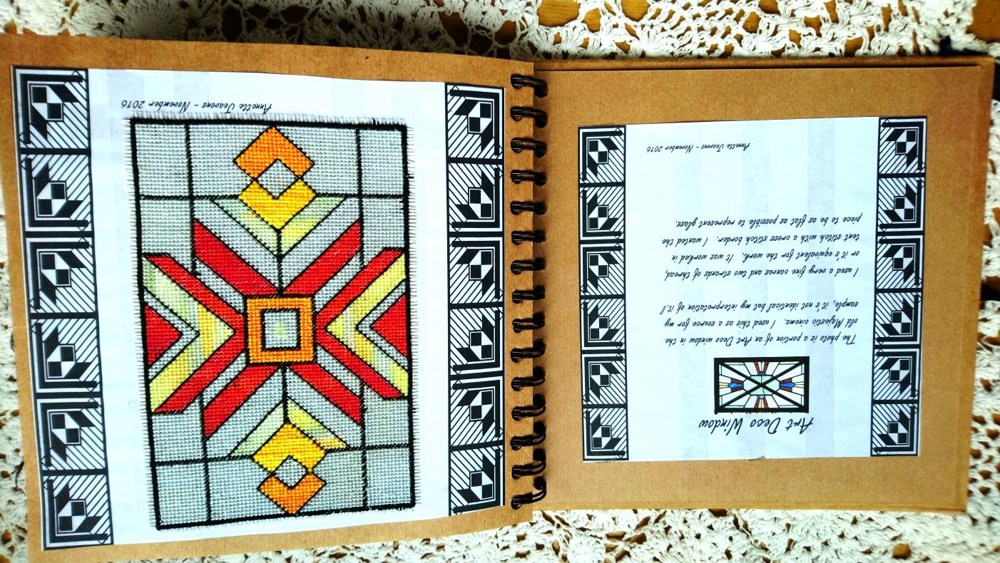 Art Deco Window
The photo is a portion of an Art Deco window in the
old Majestic cinema. I used this as a source for my
sample, it's not identical but my interpretation of it.!
I used a very fine canvas and two strands of thread,
or it's equivalent for the work. It was worked in
tent stitch with a cross stitch border. I wanted the
piece to be as flat as possible to represent glass.
Annette Jeavons - November 2016
Annette Jeavons - November 2016